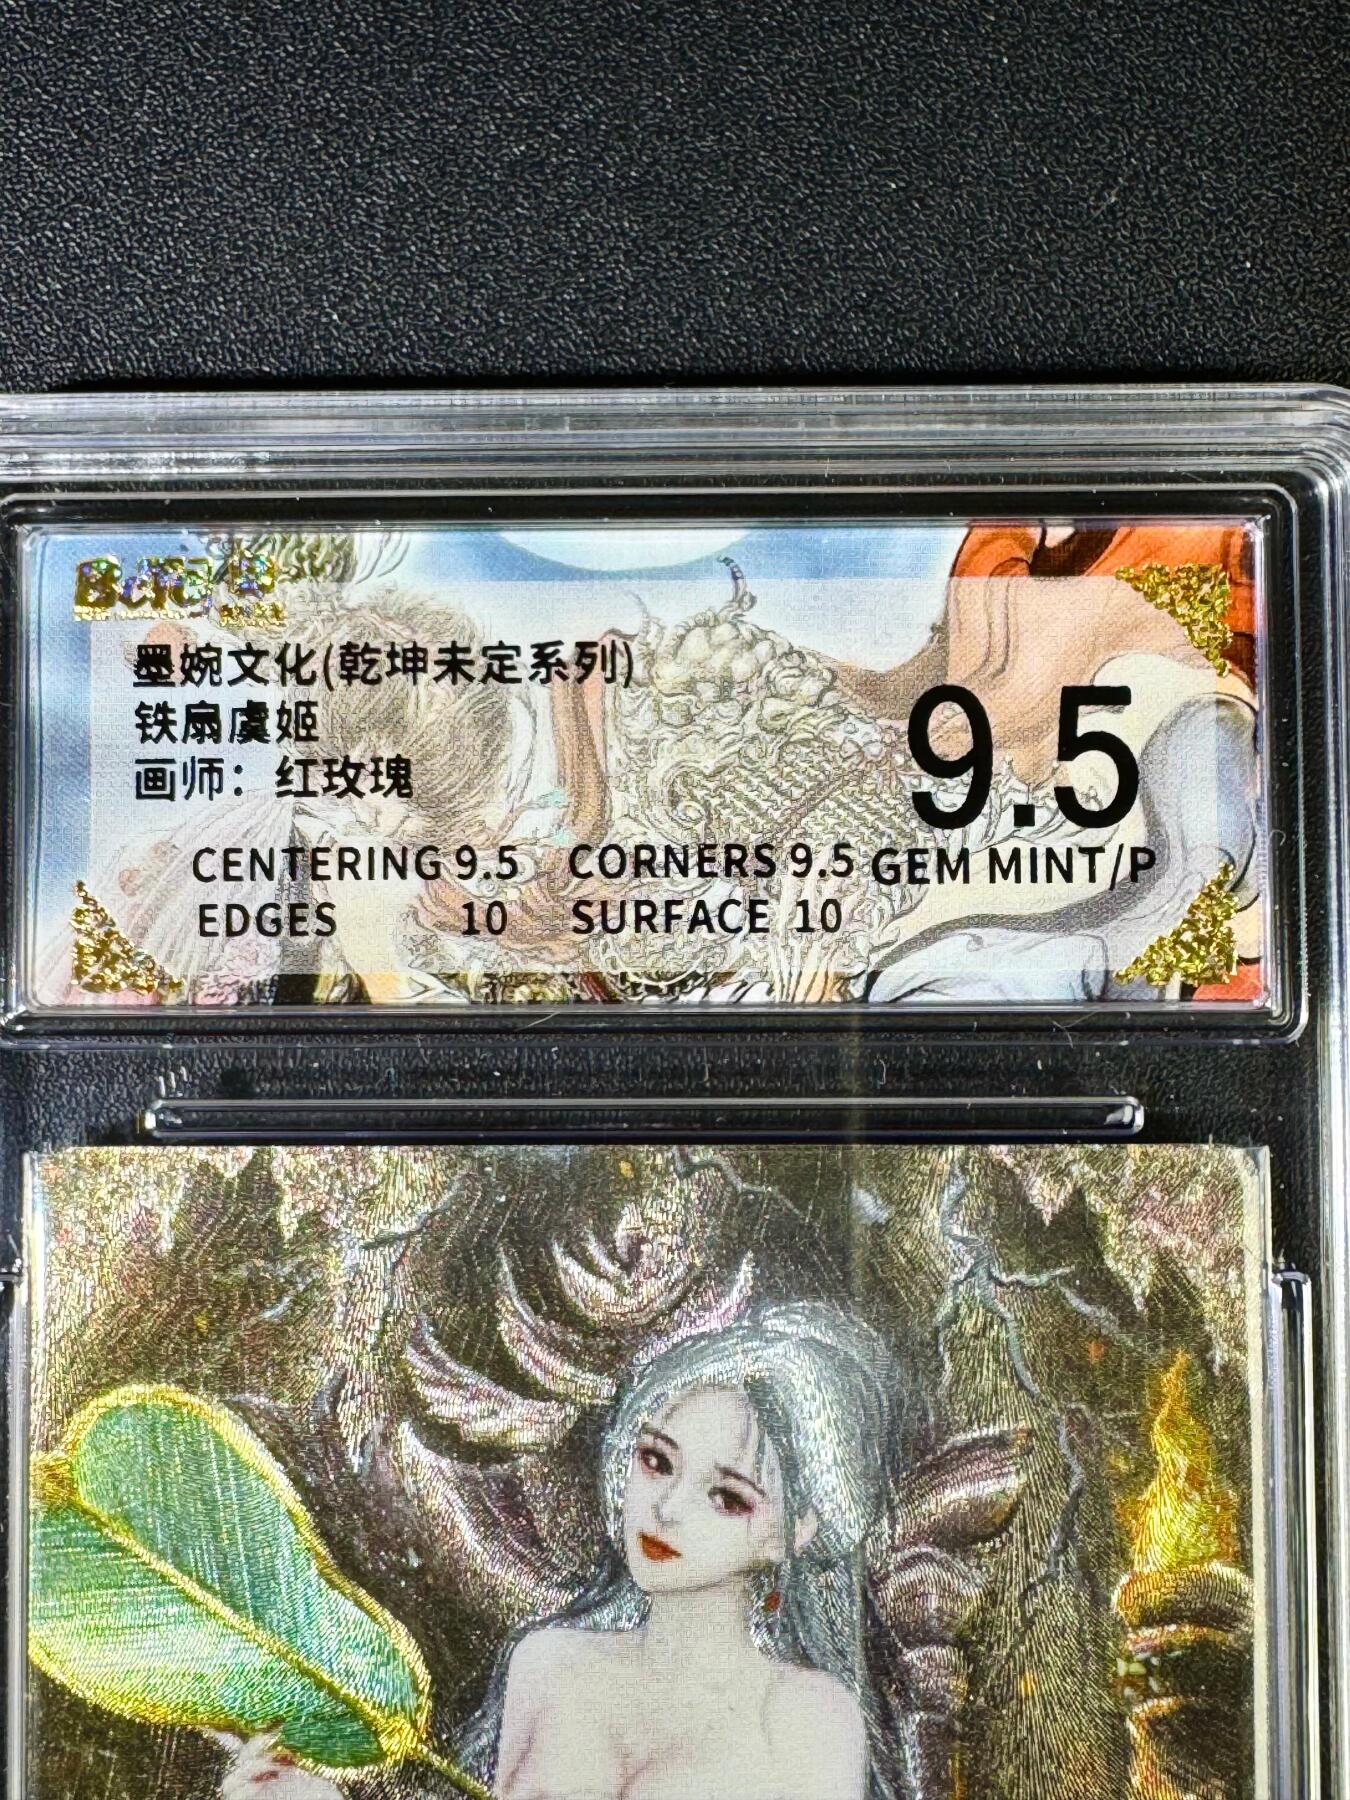 墨婉文化(乾坤未定系列)
铁扇虞姬
画师：红玫瑰
9.5
CENTERING 9.5 CORNERS 9.5 GEM MINT/P
EDGES 10 SURFACE 10